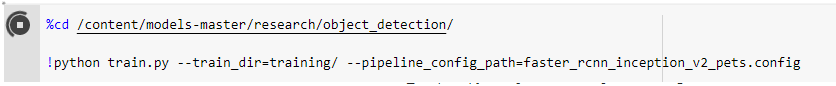 %cd /content/models-master/research/object_detection/
!python train.py --train_dir=training/ --pipeline_config_path=faster_rcnn_inception_v2_pets.config